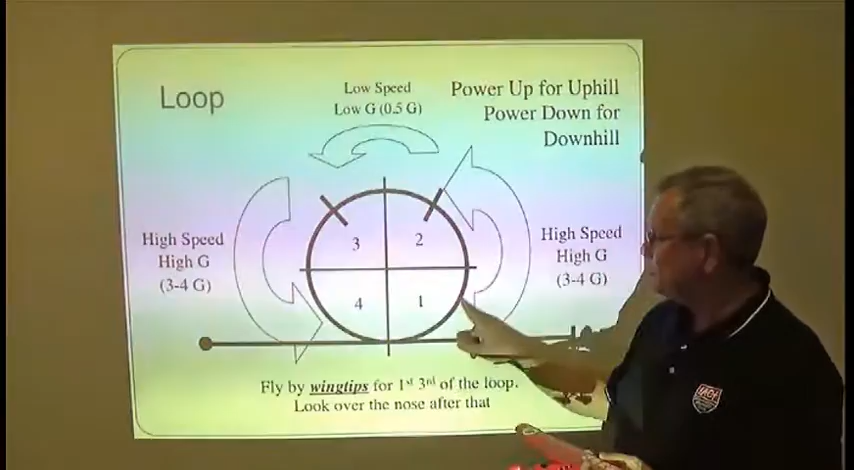 Loop
Low Speed
Low G (0.5 G)
Power Up for Uphill
Power Down for
Downhill
High Speed
High G
(3-4 G)
3
2
4
1
High Speed
High G
(3-4 G)
Fly by wingtips for 1st 3rd of the loop.
Look over the nose after that